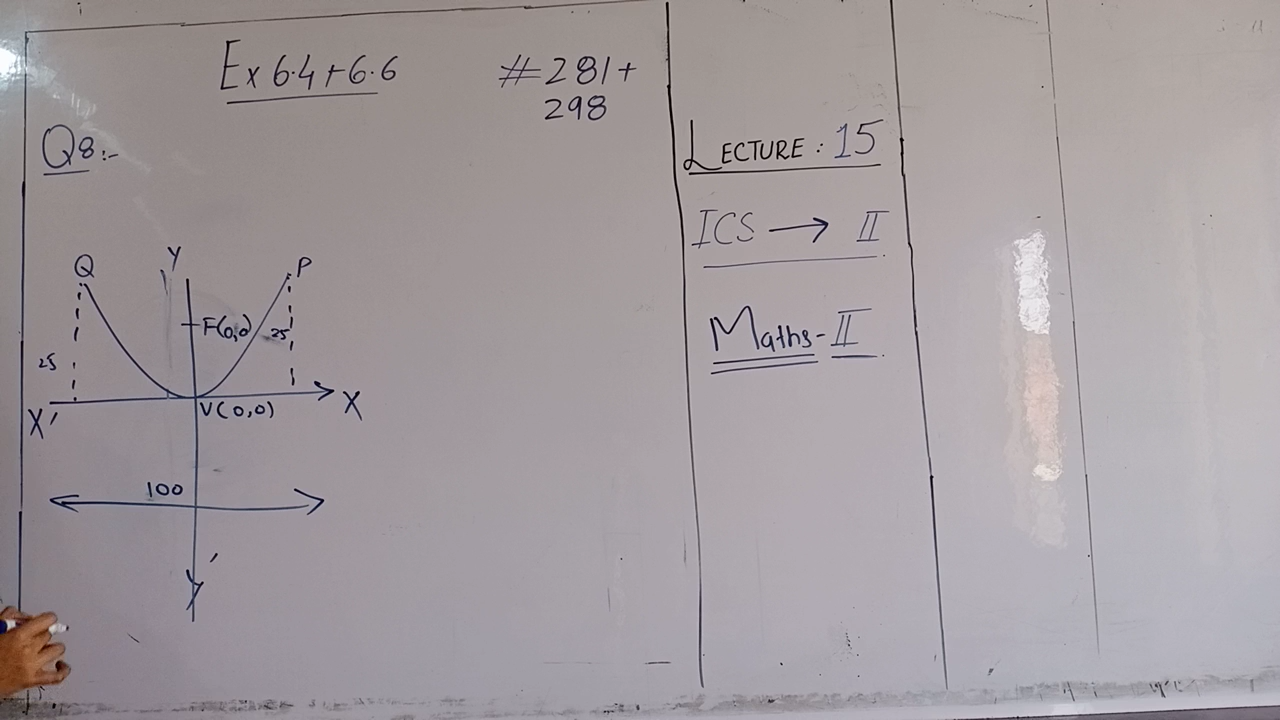 Ex 6.4+6.6
#281+
298
Q8:-
Y
Q
P
F(0,0)
25
25
X'
V(0,0)
X
100
Y'
LECTURE: 15
ICS → II
Maths-II